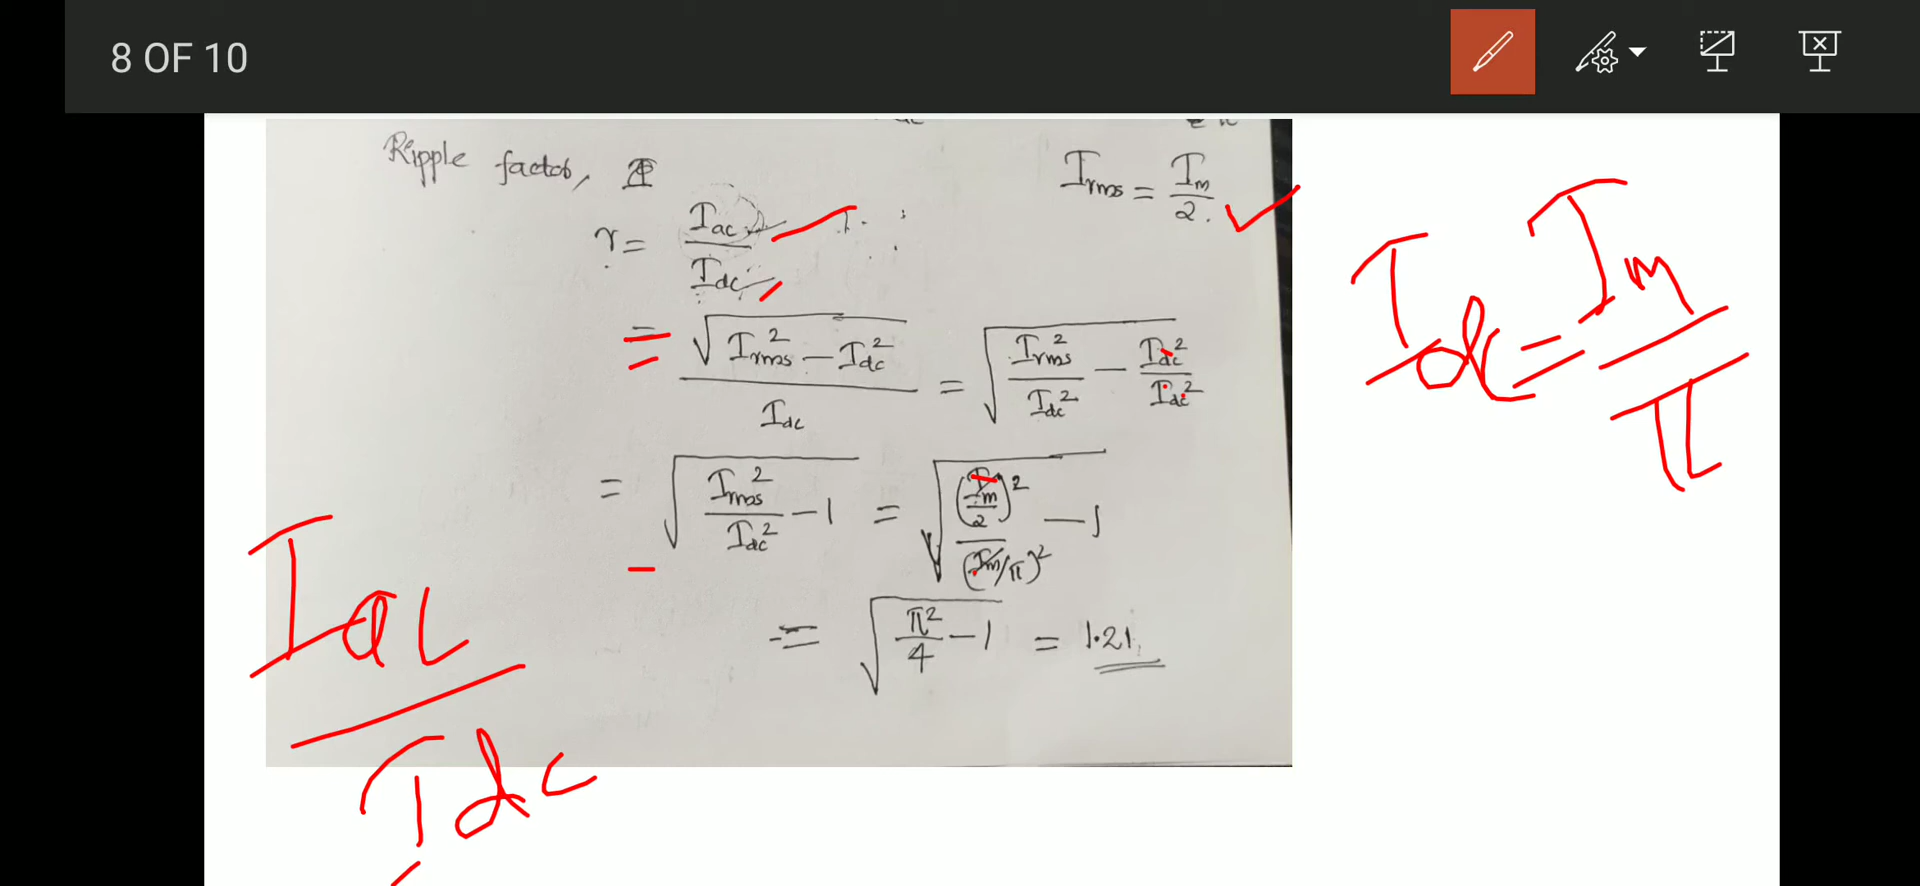 8 OF 10
Ripple factor,
Irms = Im/2.
γ = Iac/Idc
= √(Irms² − Idc²)/Idc = √(Irms²/Idc² − Idc²/Idc²)
= √(Irms²/Idc² − 1) = √((Im/2)²/(Im/π)² − 1)
= √(π²/4 − 1) = 1.21
Idc = Im/π
Iac/Idc